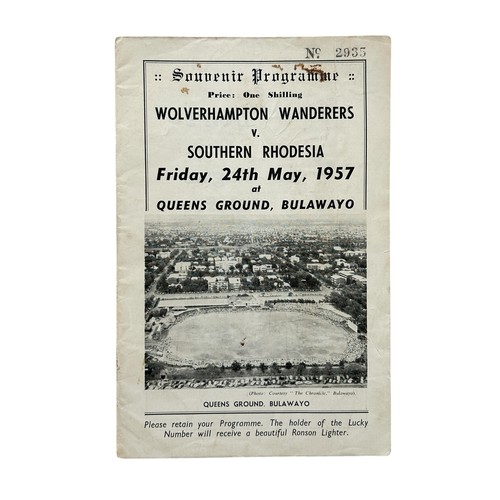 No 2935
:: Souvenir Programme ::
Price: One Shilling
WOLVERHAMPTON WANDERERS
v.
SOUTHERN RHODESIA
Friday, 24th May, 1957
at
QUEENS GROUND, BULAWAYO
(Photo: Courtesy "The Chronicle," Bulawayo).
QUEENS GROUND, BULAWAYO
Please retain your Programme. The holder of the Lucky
Number will receive a beautiful Ronson Lighter.